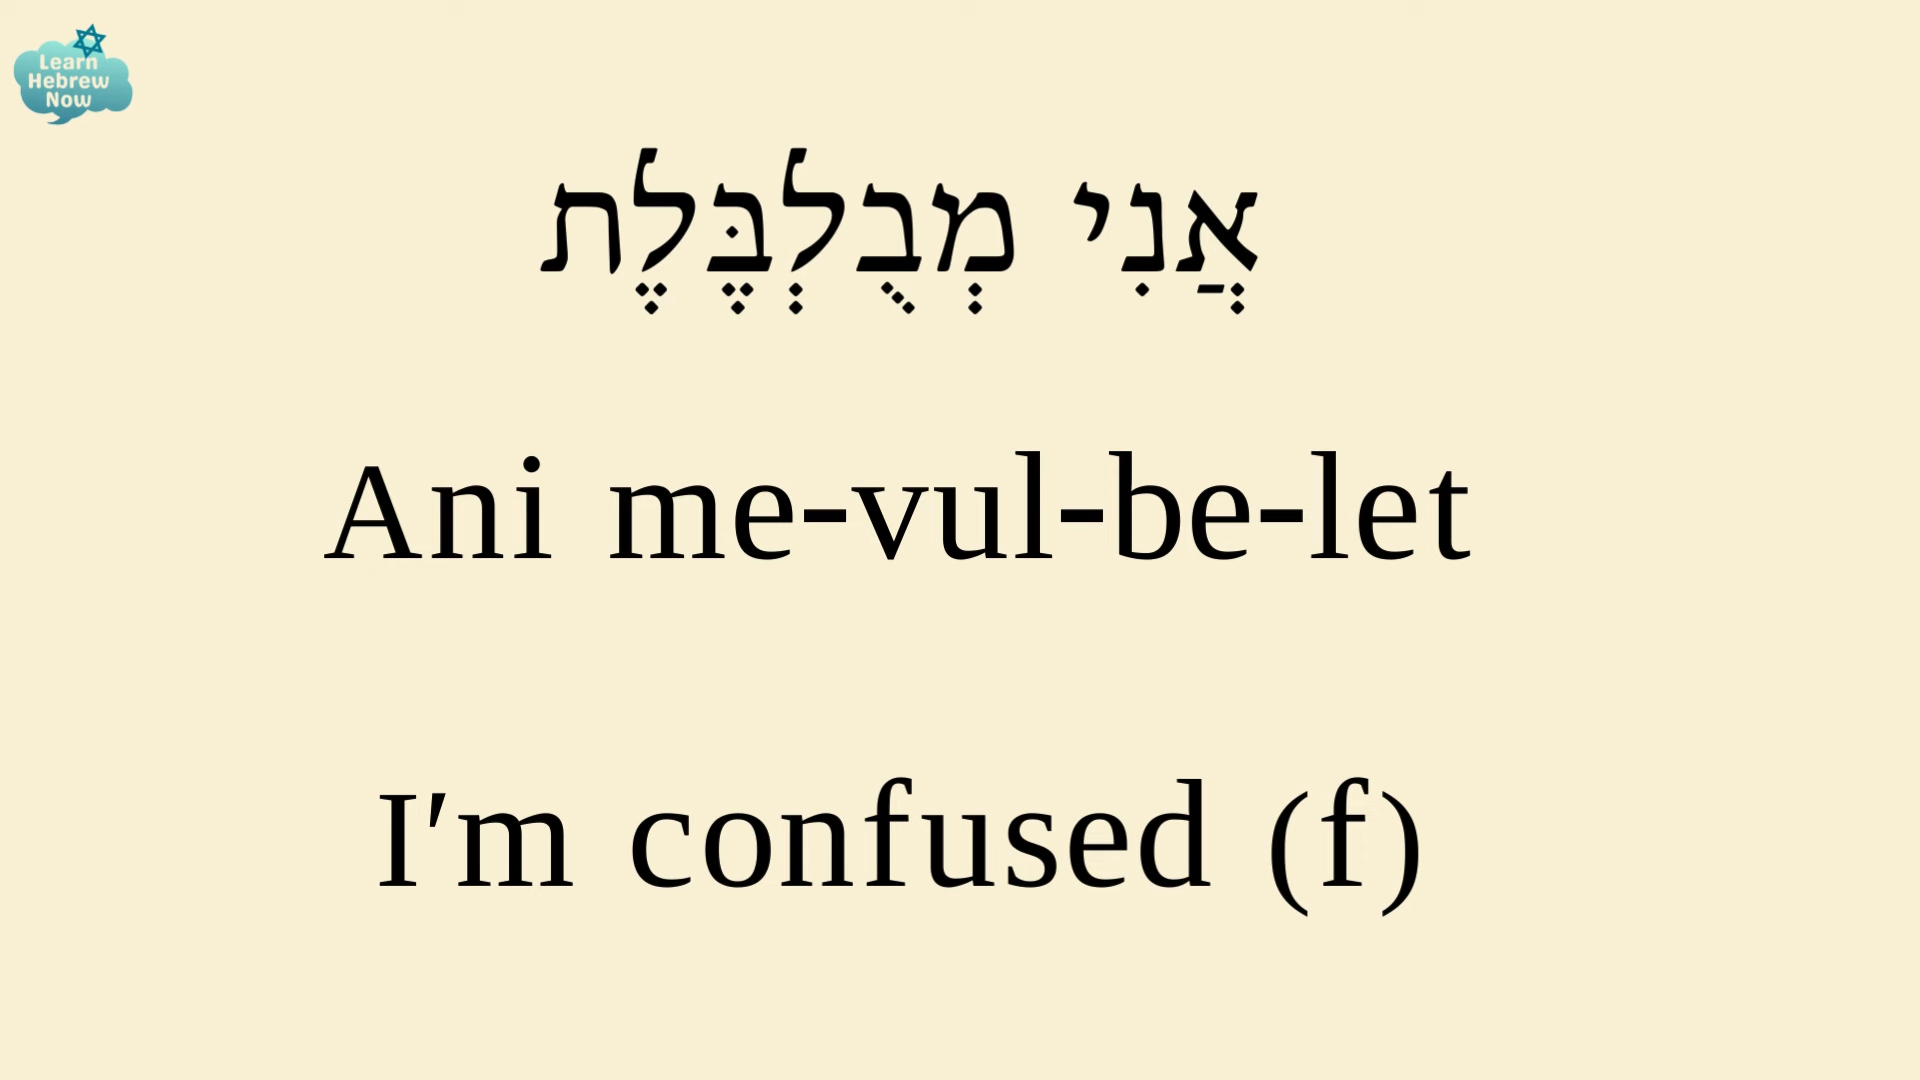 Learn
Hebrew
Now
אֲנִי מְבֻלְבֶּלֶת
Ani me-vul-be-let
I'm confused (f)